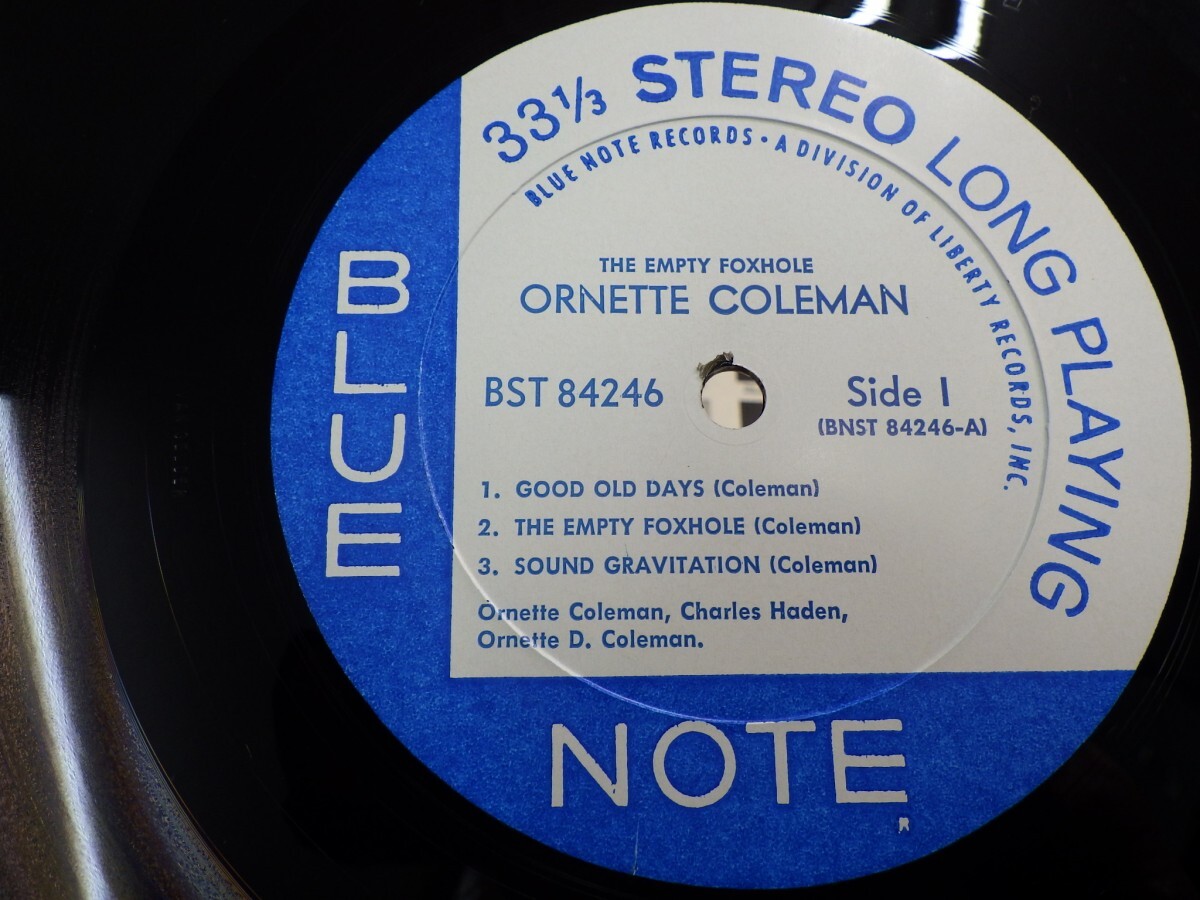 33 1/3 STEREO LONG PLAYING
BLUE NOTE RECORDS • A DIVISION OF LIBERTY RECORDS, INC.
THE EMPTY FOXHOLE
ORNETTE COLEMAN
BST 84246
Side 1
(BNST 84246-A)
1. GOOD OLD DAYS (Coleman)
2. THE EMPTY FOXHOLE (Coleman)
3. SOUND GRAVITATION (Coleman)
Ornette Coleman, Charles Haden,
Ornette D. Coleman.
BLUE
NOTE
R